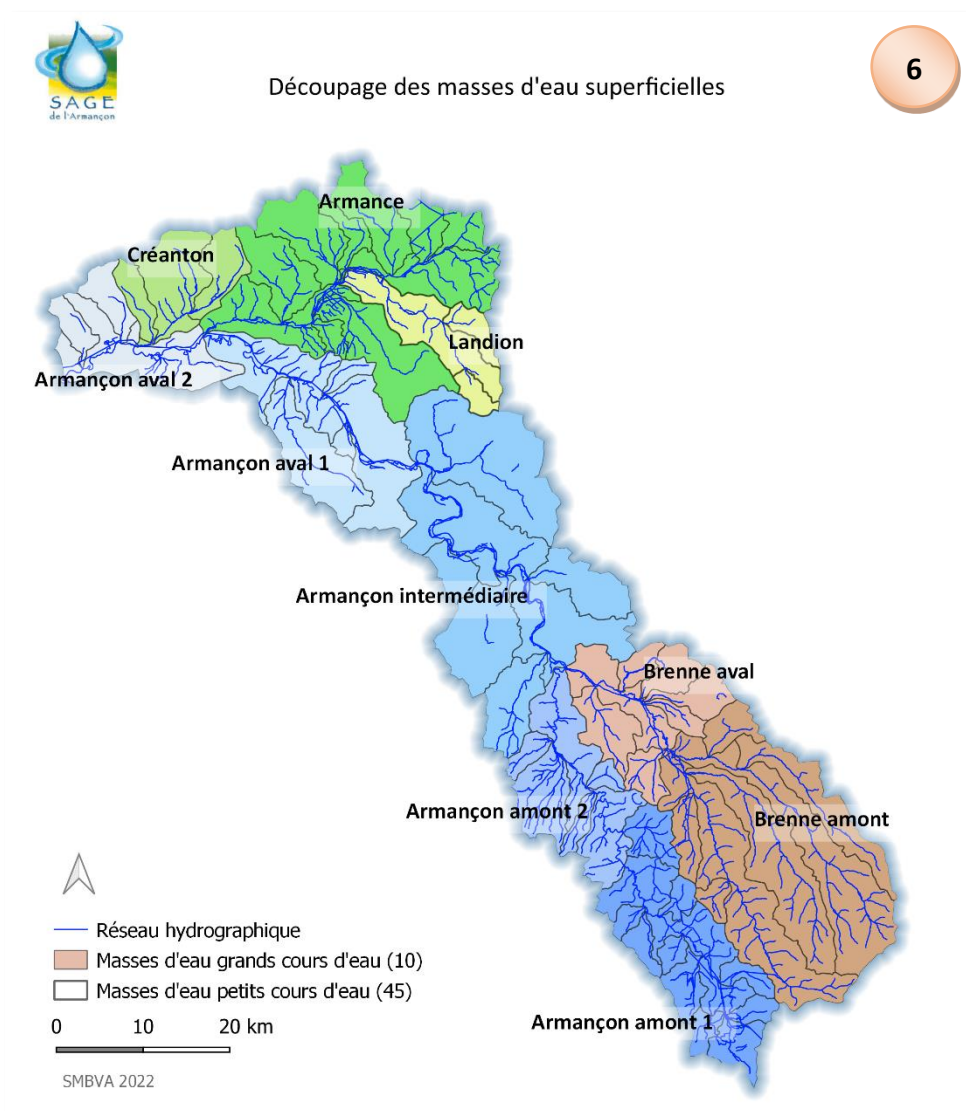 SAGE
de l'Armançon
Découpage des masses d'eau superficielles
6
Armance
Créanton
Landion
Armançon aval 2
Armançon aval 1
Armançon intermédiaire
Brenne aval
Armançon amont 2
Brenne amont
Armançon amont 1
Réseau hydrographique
Masses d'eau grands cours d'eau (10)
Masses d'eau petits cours d'eau (45)
0 10 20 km
SMBVA 2022